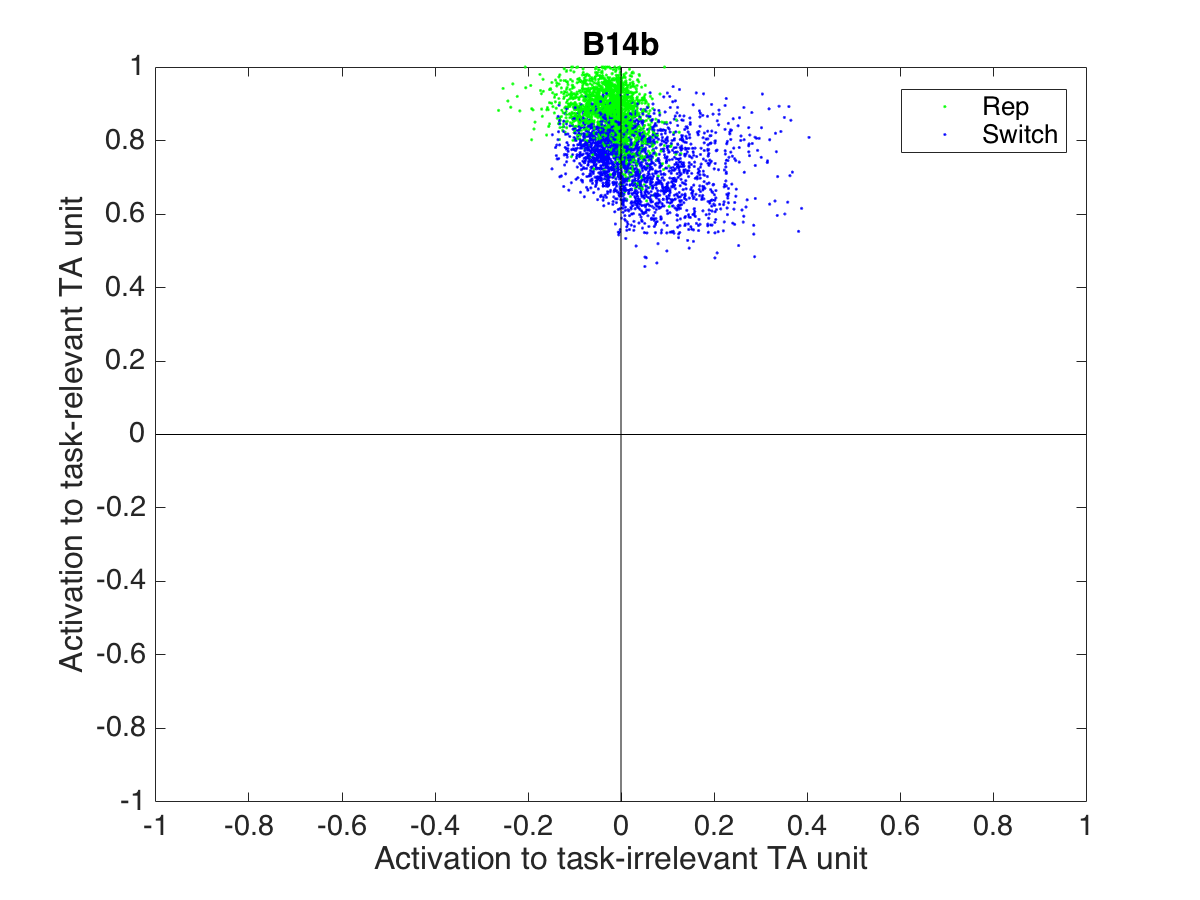 B14b
Rep
Switch
Activation to task-relevant TA unit
1
0.8
0.6
0.4
0.2
0
-0.2
-0.4
-0.6
-0.8
-1
-1 -0.8 -0.6 -0.4 -0.2 0 0.2 0.4 0.6 0.8 1
Activation to task-irrelevant TA unit